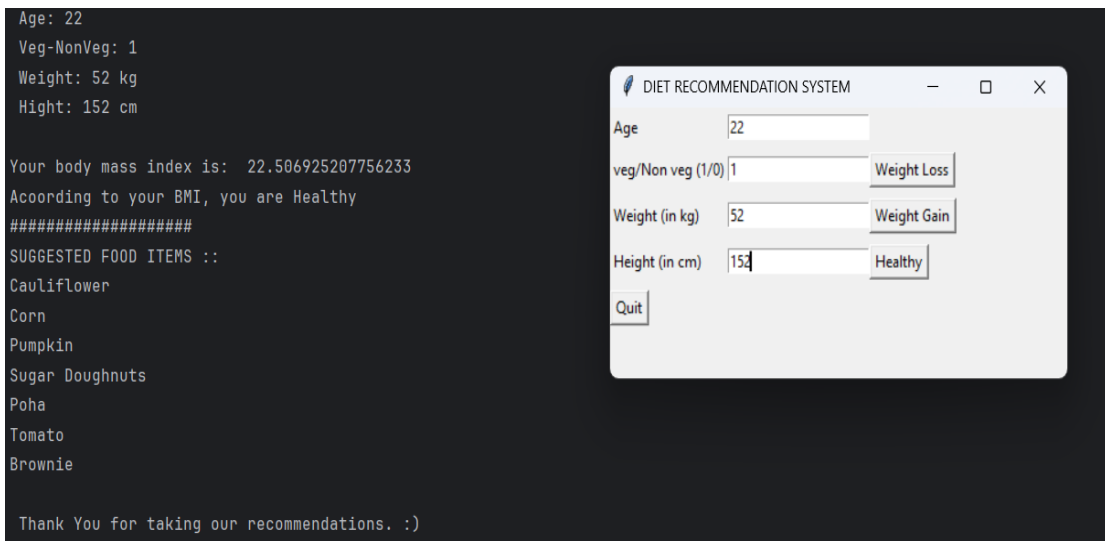 Age: 22
Veg-NonVeg: 1
Weight: 52 kg
Hight: 152 cm
Your body mass index is:  22.506925207756233
Acoording to your BMI, you are Healthy
####################
SUGGESTED FOOD ITEMS ::
Cauliflower
Corn
Pumpkin
Sugar Doughnuts
Poha
Tomato
Brownie
Thank You for taking our recommendations. :)
DIET RECOMMENDATION SYSTEM
Age 22
veg/Non veg (1/0) 1 Weight Loss
Weight (in kg) 52 Weight Gain
Height (in cm) 152 Healthy
Quit